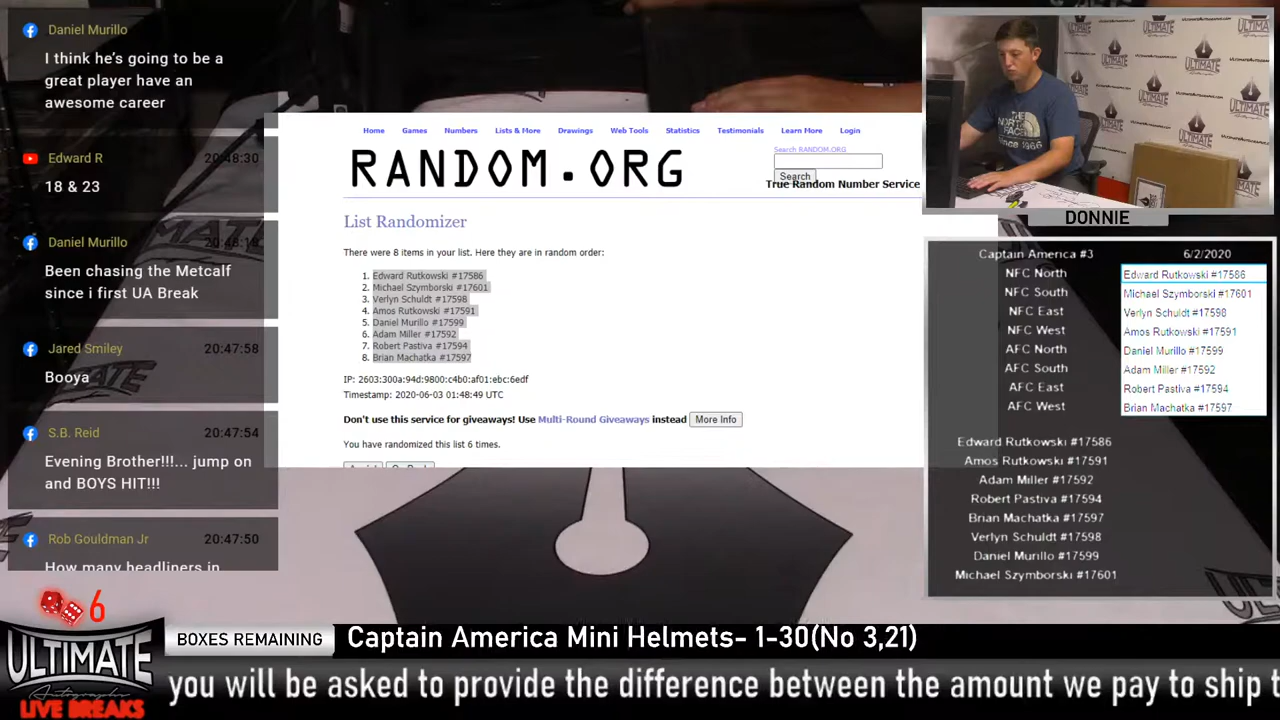 Daniel Murillo
I think he's going to be a
great player have an
awesome career
Edward R 20:48:30
18 & 23
Daniel Murillo
Been chasing the Metcalf
since i first UA Break
Jared Smiley 20:47:58
Booya
S.B. Reid 20:47:54
Evening Brother!!!... jump on
and BOYS HIT!!!
Rob Gouldman Jr 20:47:50
How many headliners in
Home Games Numbers Lists & More Drawings Web Tools Statistics Testimonials Learn More Login
RANDOM.ORG
Search RANDOM.ORG
Search
True Random Number Service
List Randomizer
There were 8 items in your list. Here they are in random order:
1. Edward Rutkowski #17586
2. Michael Szymborski #17601
3. Verlyn Schuldt #17598
4. Amos Rutkowski #17591
5. Daniel Murillo #17599
6. Adam Miller #17592
7. Robert Pastiva #17594
8. Brian Machatka #17597
IP: 2603:300a:94d:9800:c4b0:af01:ebc:6edf
Timestamp: 2020-06-03 01:48:49 UTC
Don't use this service for giveaways! Use Multi-Round Giveaways instead More Info
You have randomized this list 6 times.
DONNIE
Captain America #3 6/2/2020
NFC North Edward Rutkowski #17586
NFC South Michael Szymborski #17601
NFC East Verlyn Schuldt #17598
NFC West Amos Rutkowski #17591
AFC North Daniel Murillo #17599
AFC South Adam Miller #17592
AFC East Robert Pastiva #17594
AFC West Brian Machatka #17597
Edward Rutkowski #17586
Amos Rutkowski #17591
Adam Miller #17592
Robert Pastiva #17594
Brian Machatka #17597
Verlyn Schuldt #17598
Daniel Murillo #17599
Michael Szymborski #17601
THE
NORTH
FACE
since 1966
6
ULTIMATE
Autographs
LIVE BREAKS
BOXES REMAINING
Captain America Mini Helmets- 1-30(No 3,21)
you will be asked to provide the difference between the amount we pay to ship t